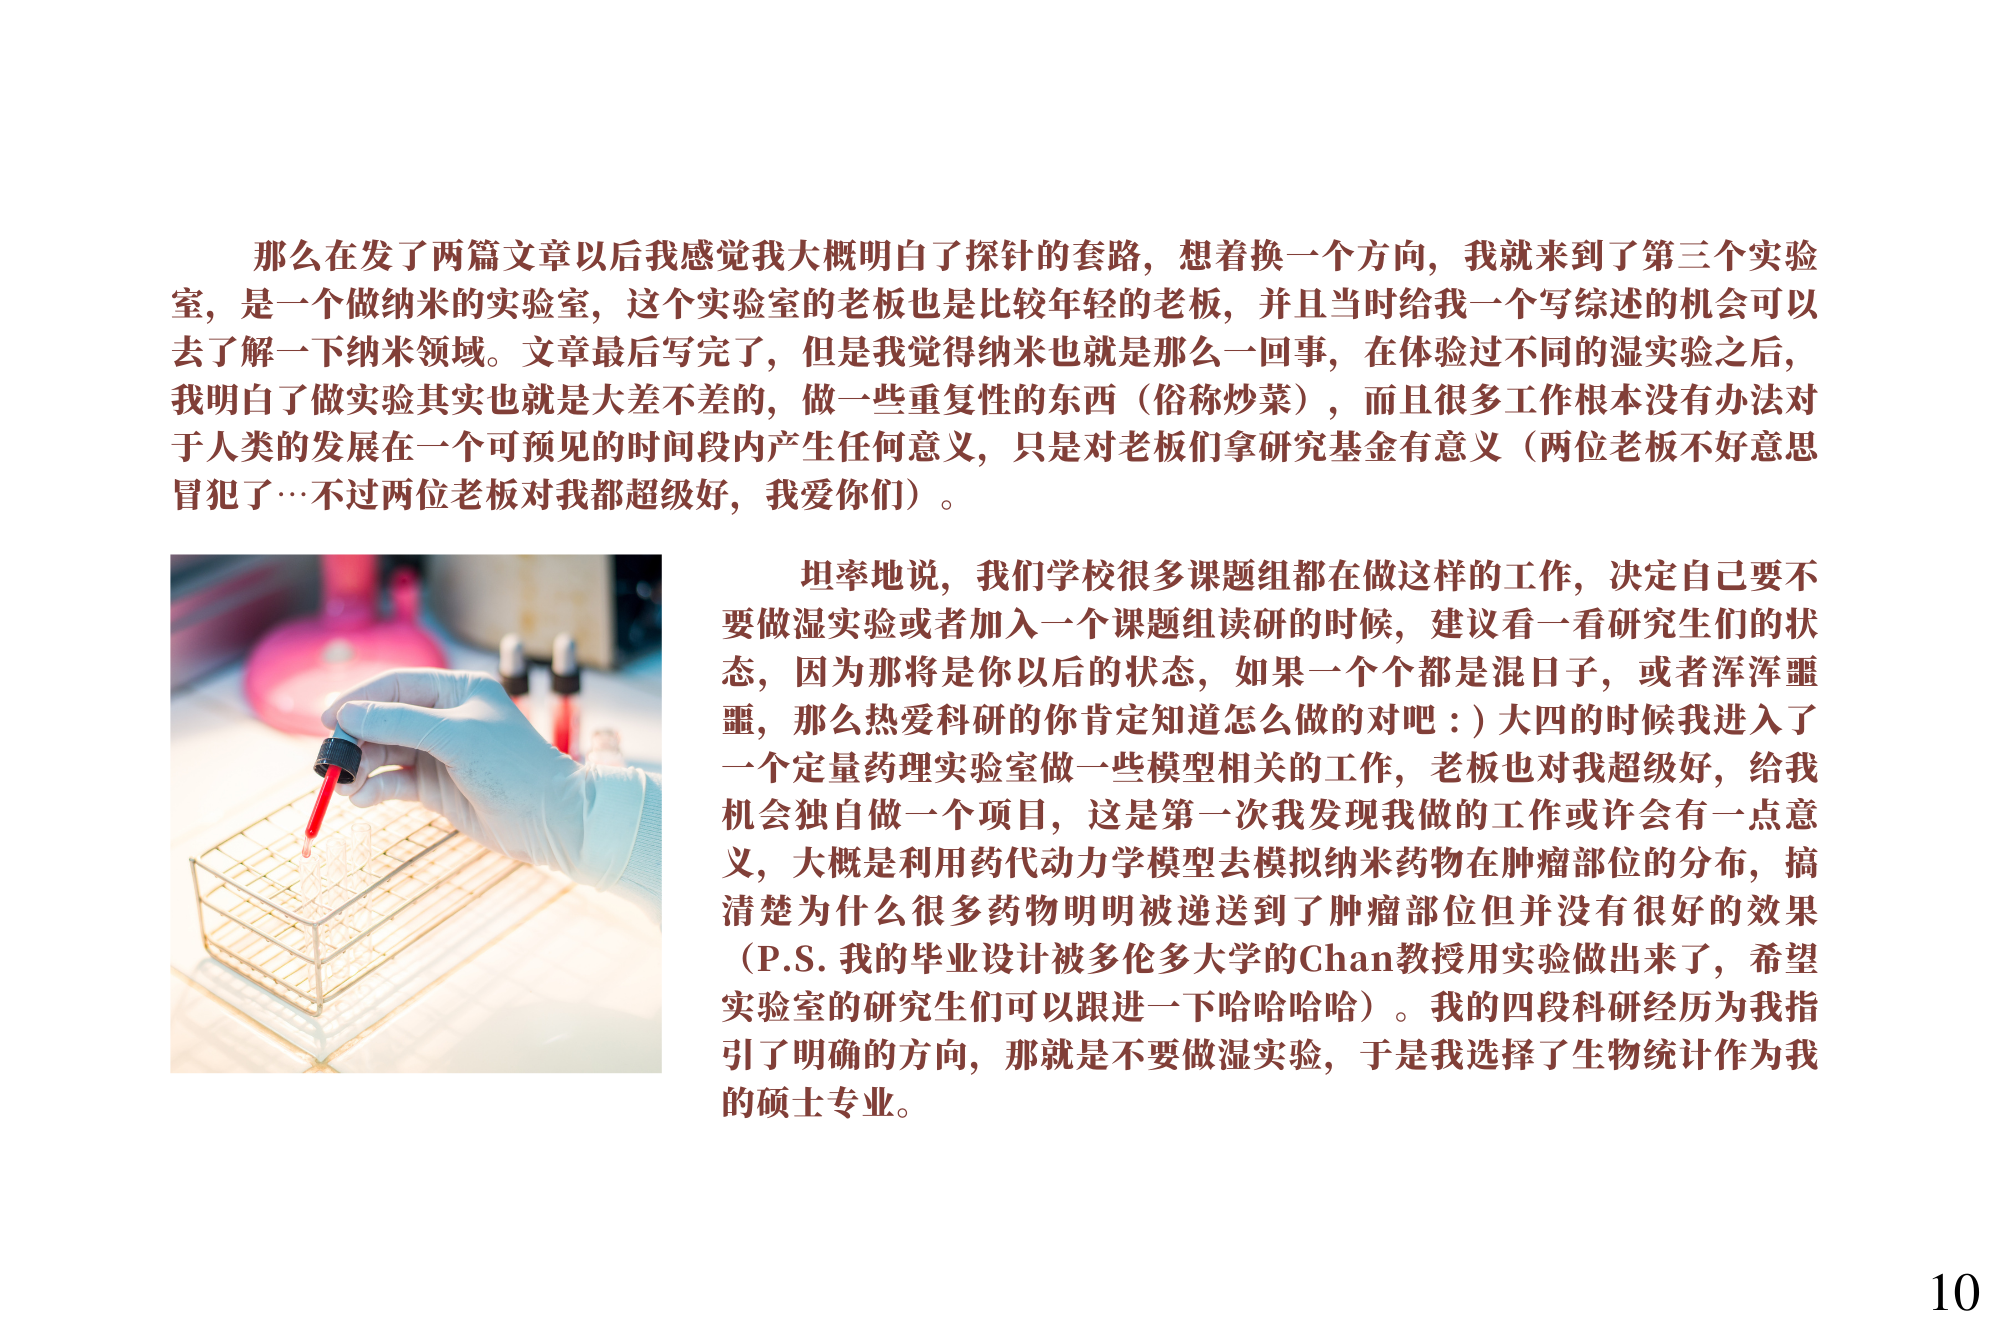 那么在发了两篇文章以后我感觉我大概明白了探针的套路，想着换一个方向，我就来到了第三个实验
室，是一个做纳米的实验室，这个实验室的老板也是比较年轻的老板，并且当时给我一个写综述的机会可以
去了解一下纳米领域。文章最后写完了，但是我觉得纳米也就是那么一回事，在体验过不同的湿实验之后，
我明白了做实验其实也就是大差不差的，做一些重复性的东西（俗称炒菜），而且很多工作根本没有办法对
于人类的发展在一个可预见的时间段内产生任何意义，只是对老板们拿研究基金有意义（两位老板不好意思
冒犯了…不过两位老板对我都超级好，我爱你们）。
坦率地说，我们学校很多课题组都在做这样的工作，决定自己要不
要做湿实验或者加入一个课题组读研的时候，建议看一看研究生们的状
态，因为那将是你以后的状态，如果一个个都是混日子，或者浑浑噩
噩，那么热爱科研的你肯定知道怎么做的对吧：) 大四的时候我进入了
一个定量药理实验室做一些模型相关的工作，老板也对我超级好，给我
机会独自做一个项目，这是第一次我发现我做的工作或许会有一点意
义，大概是利用药代动力学模型去模拟纳米药物在肿瘤部位的分布，搞
清楚为什么很多药物明明被递送到了肿瘤部位但并没有很好的效果
（P.S. 我的毕业设计被多伦多大学的Chan教授用实验做出来了，希望
实验室的研究生们可以跟进一下哈哈哈哈）。我的四段科研经历为我指
引了明确的方向，那就是不要做湿实验，于是我选择了生物统计作为我
的硕士专业。
10